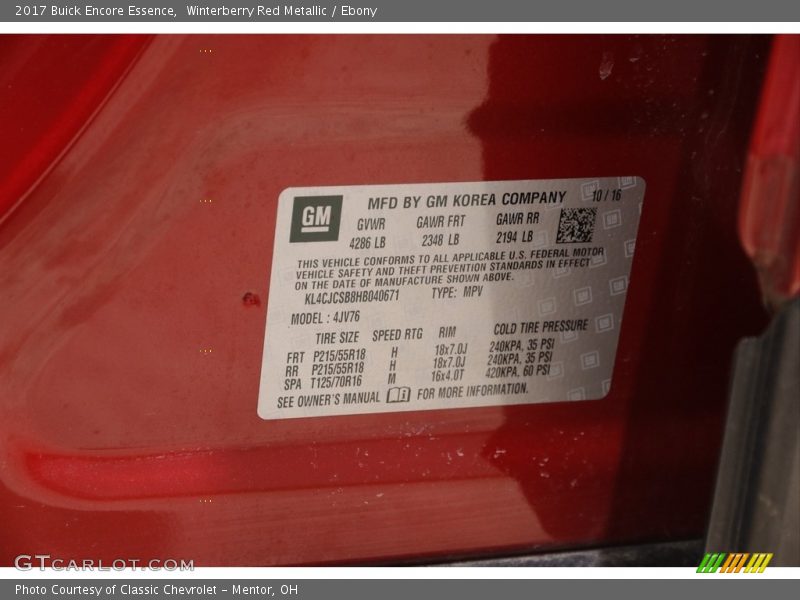 2017 Buick Encore Essence, Winterberry Red Metallic / Ebony
GM
MFD BY GM KOREA COMPANY 10/16
GVWR GAWR FRT GAWR RR
4286 LB 2348 LB 2194 LB
THIS VEHICLE CONFORMS TO ALL APPLICABLE U.S. FEDERAL MOTOR
VEHICLE SAFETY AND THEFT PREVENTION STANDARDS IN EFFECT
ON THE DATE OF MANUFACTURE SHOWN ABOVE.
KL4CJCSB8HB040671 TYPE: MPV
MODEL : 4JV76
TIRE SIZE SPEED RTG RIM COLD TIRE PRESSURE
FRT P215/55R18 H 18x7.0J 240KPA, 35 PSI
RR P215/55R18 H 18x7.0J 240KPA, 35 PSI
SPA T125/70R16 M 16x4.0T 420KPA, 60 PSI
SEE OWNER'S MANUAL FOR MORE INFORMATION.
GTCARLOT.COM
Photo Courtesy of Classic Chevrolet - Mentor, OH